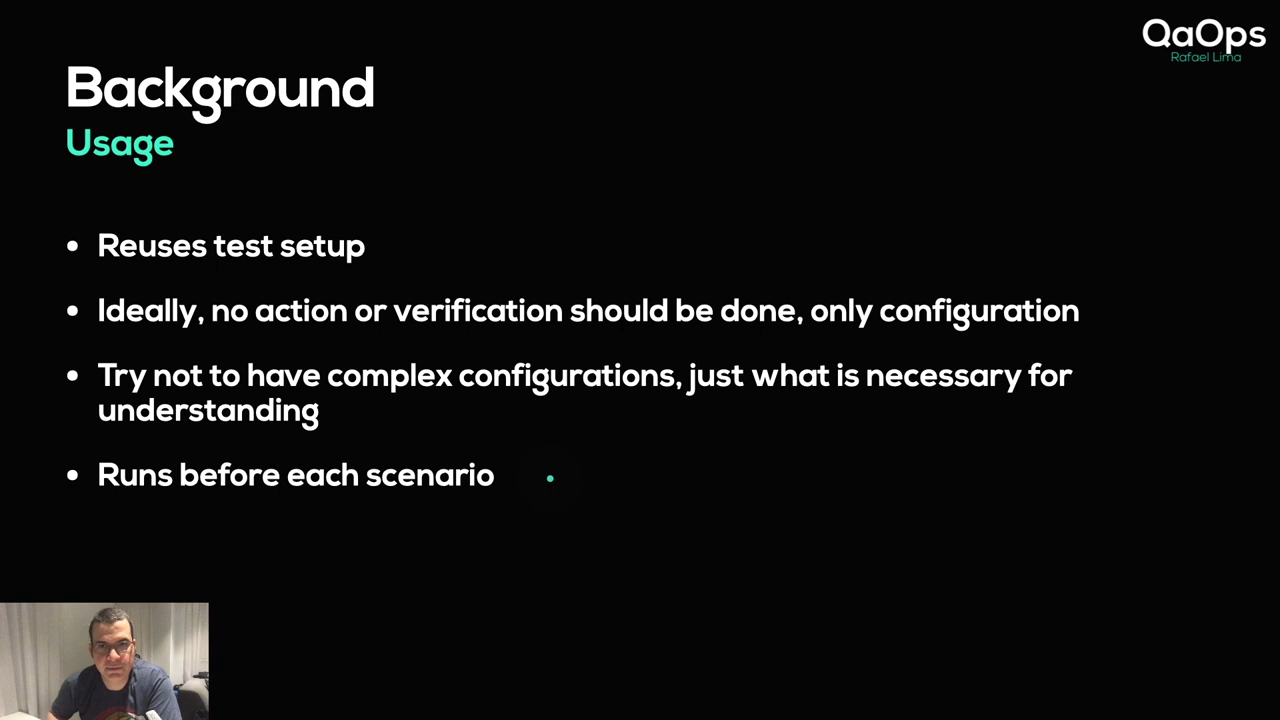 QaOps
Rafael Lima
Background
Usage
• Reuses test setup
• Ideally, no action or verification should be done, only configuration
• Try not to have complex configurations, just what is necessary for
understanding
• Runs before each scenario